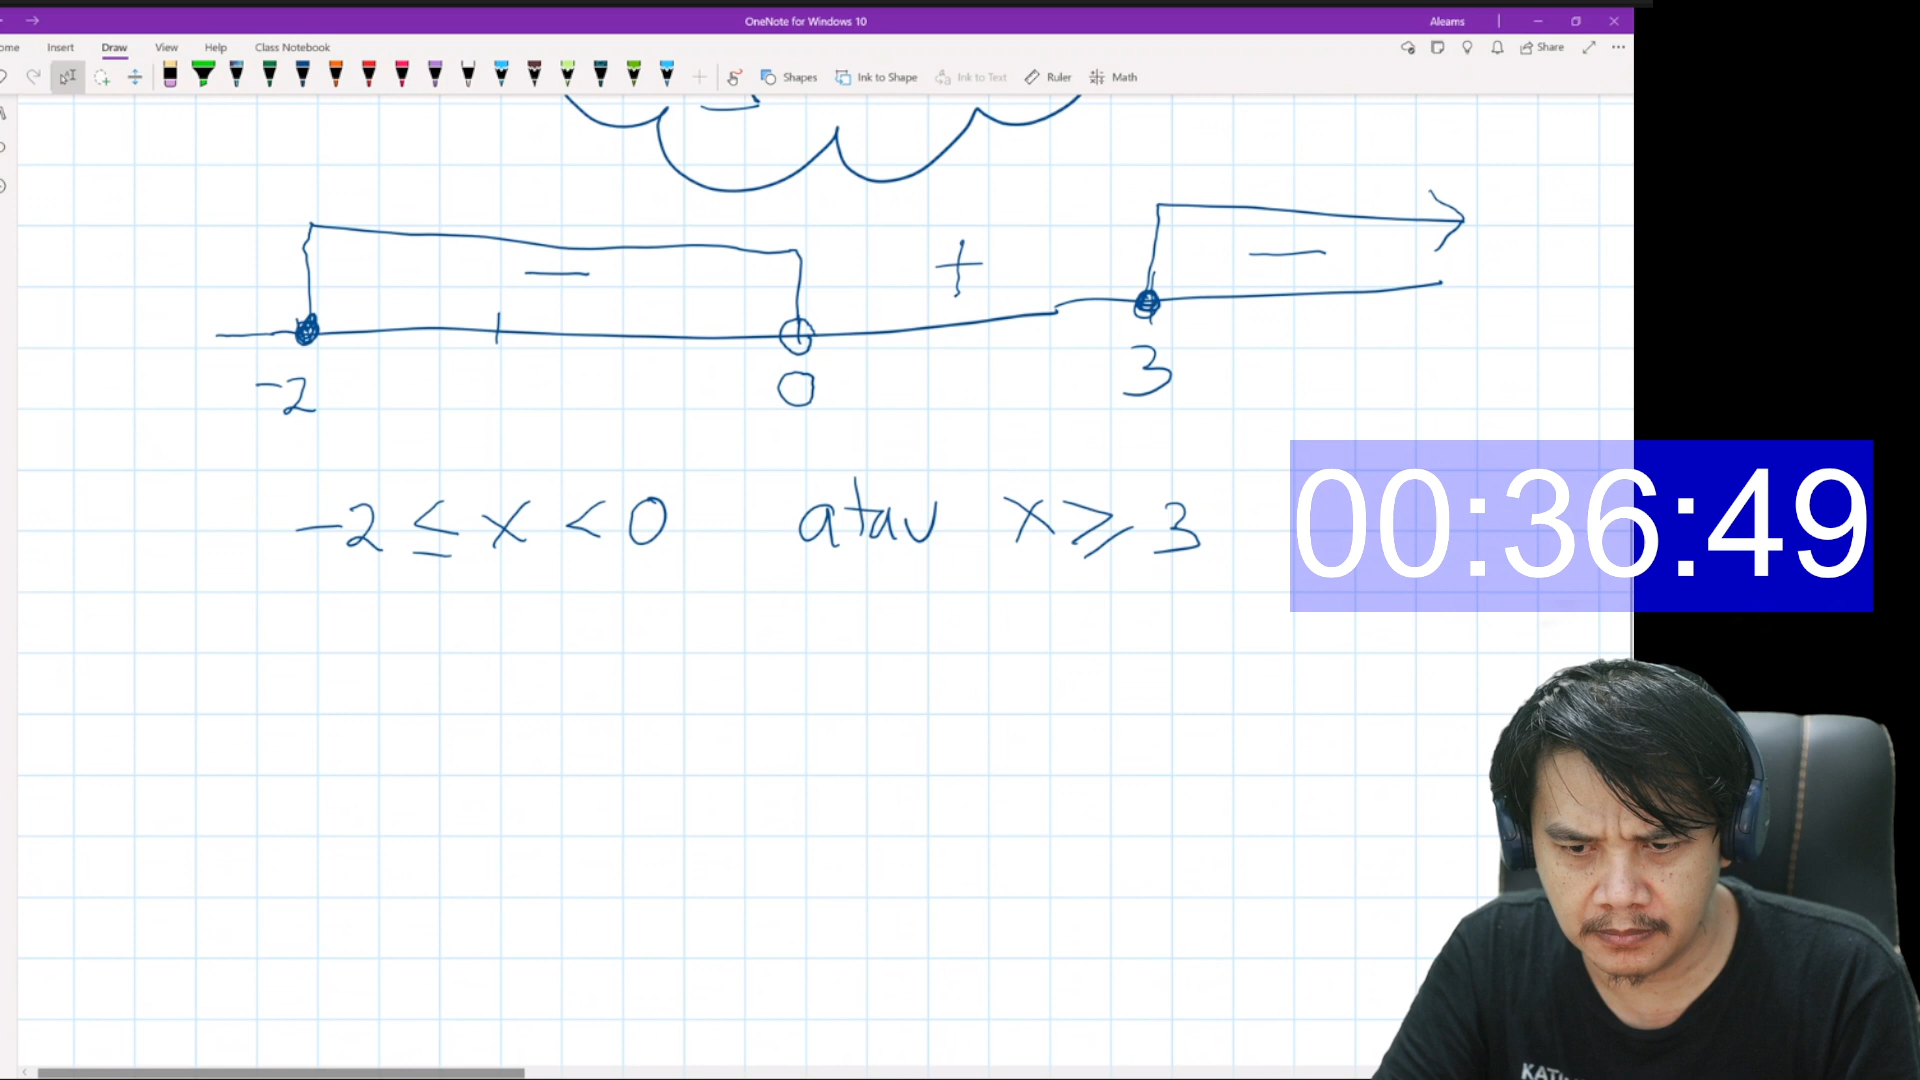 OneNote for Windows 10 Aleams
ome Insert Draw View Help Class Notebook Share
Shapes Ink to Shape Ink to Text Ruler Math
− + −
-2 0 3
-2 ≤ x < 0 atau x ≥ 3
00:36:49